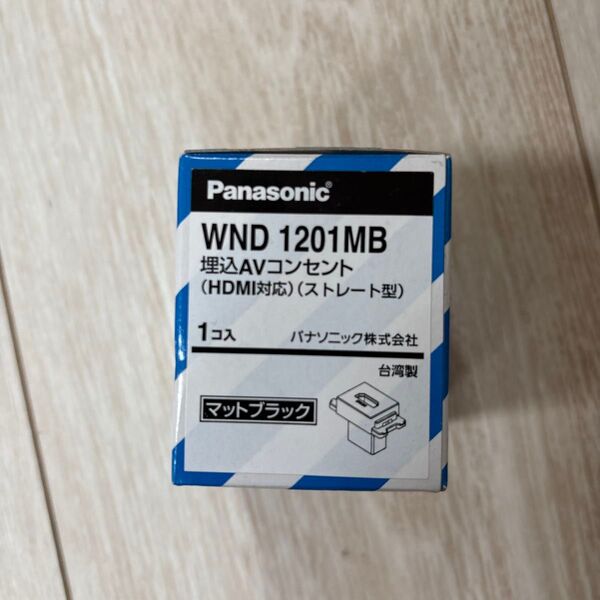 Panasonic®
WND 1201MB
埋込AVコンセント
(HDMI対応)(ストレート型)
1コ入 パナソニック株式会社
台湾製
マットブラック